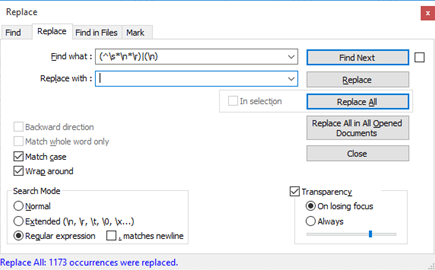 Replace
x
Find Replace Find in Files Mark
Find what : (^\s*\n*\r)|(\n) Find Next
Replace with : Replace
In selection Replace All
Replace All in All Opened
Documents
Backward direction
Match whole word only
Match case Close
Wrap around
Search Mode Transparency
Normal On losing focus
Extended (\n, \r, \t, \0, \x...) Always
Regular expression . matches newline
Replace All: 1173 occurrences were replaced.